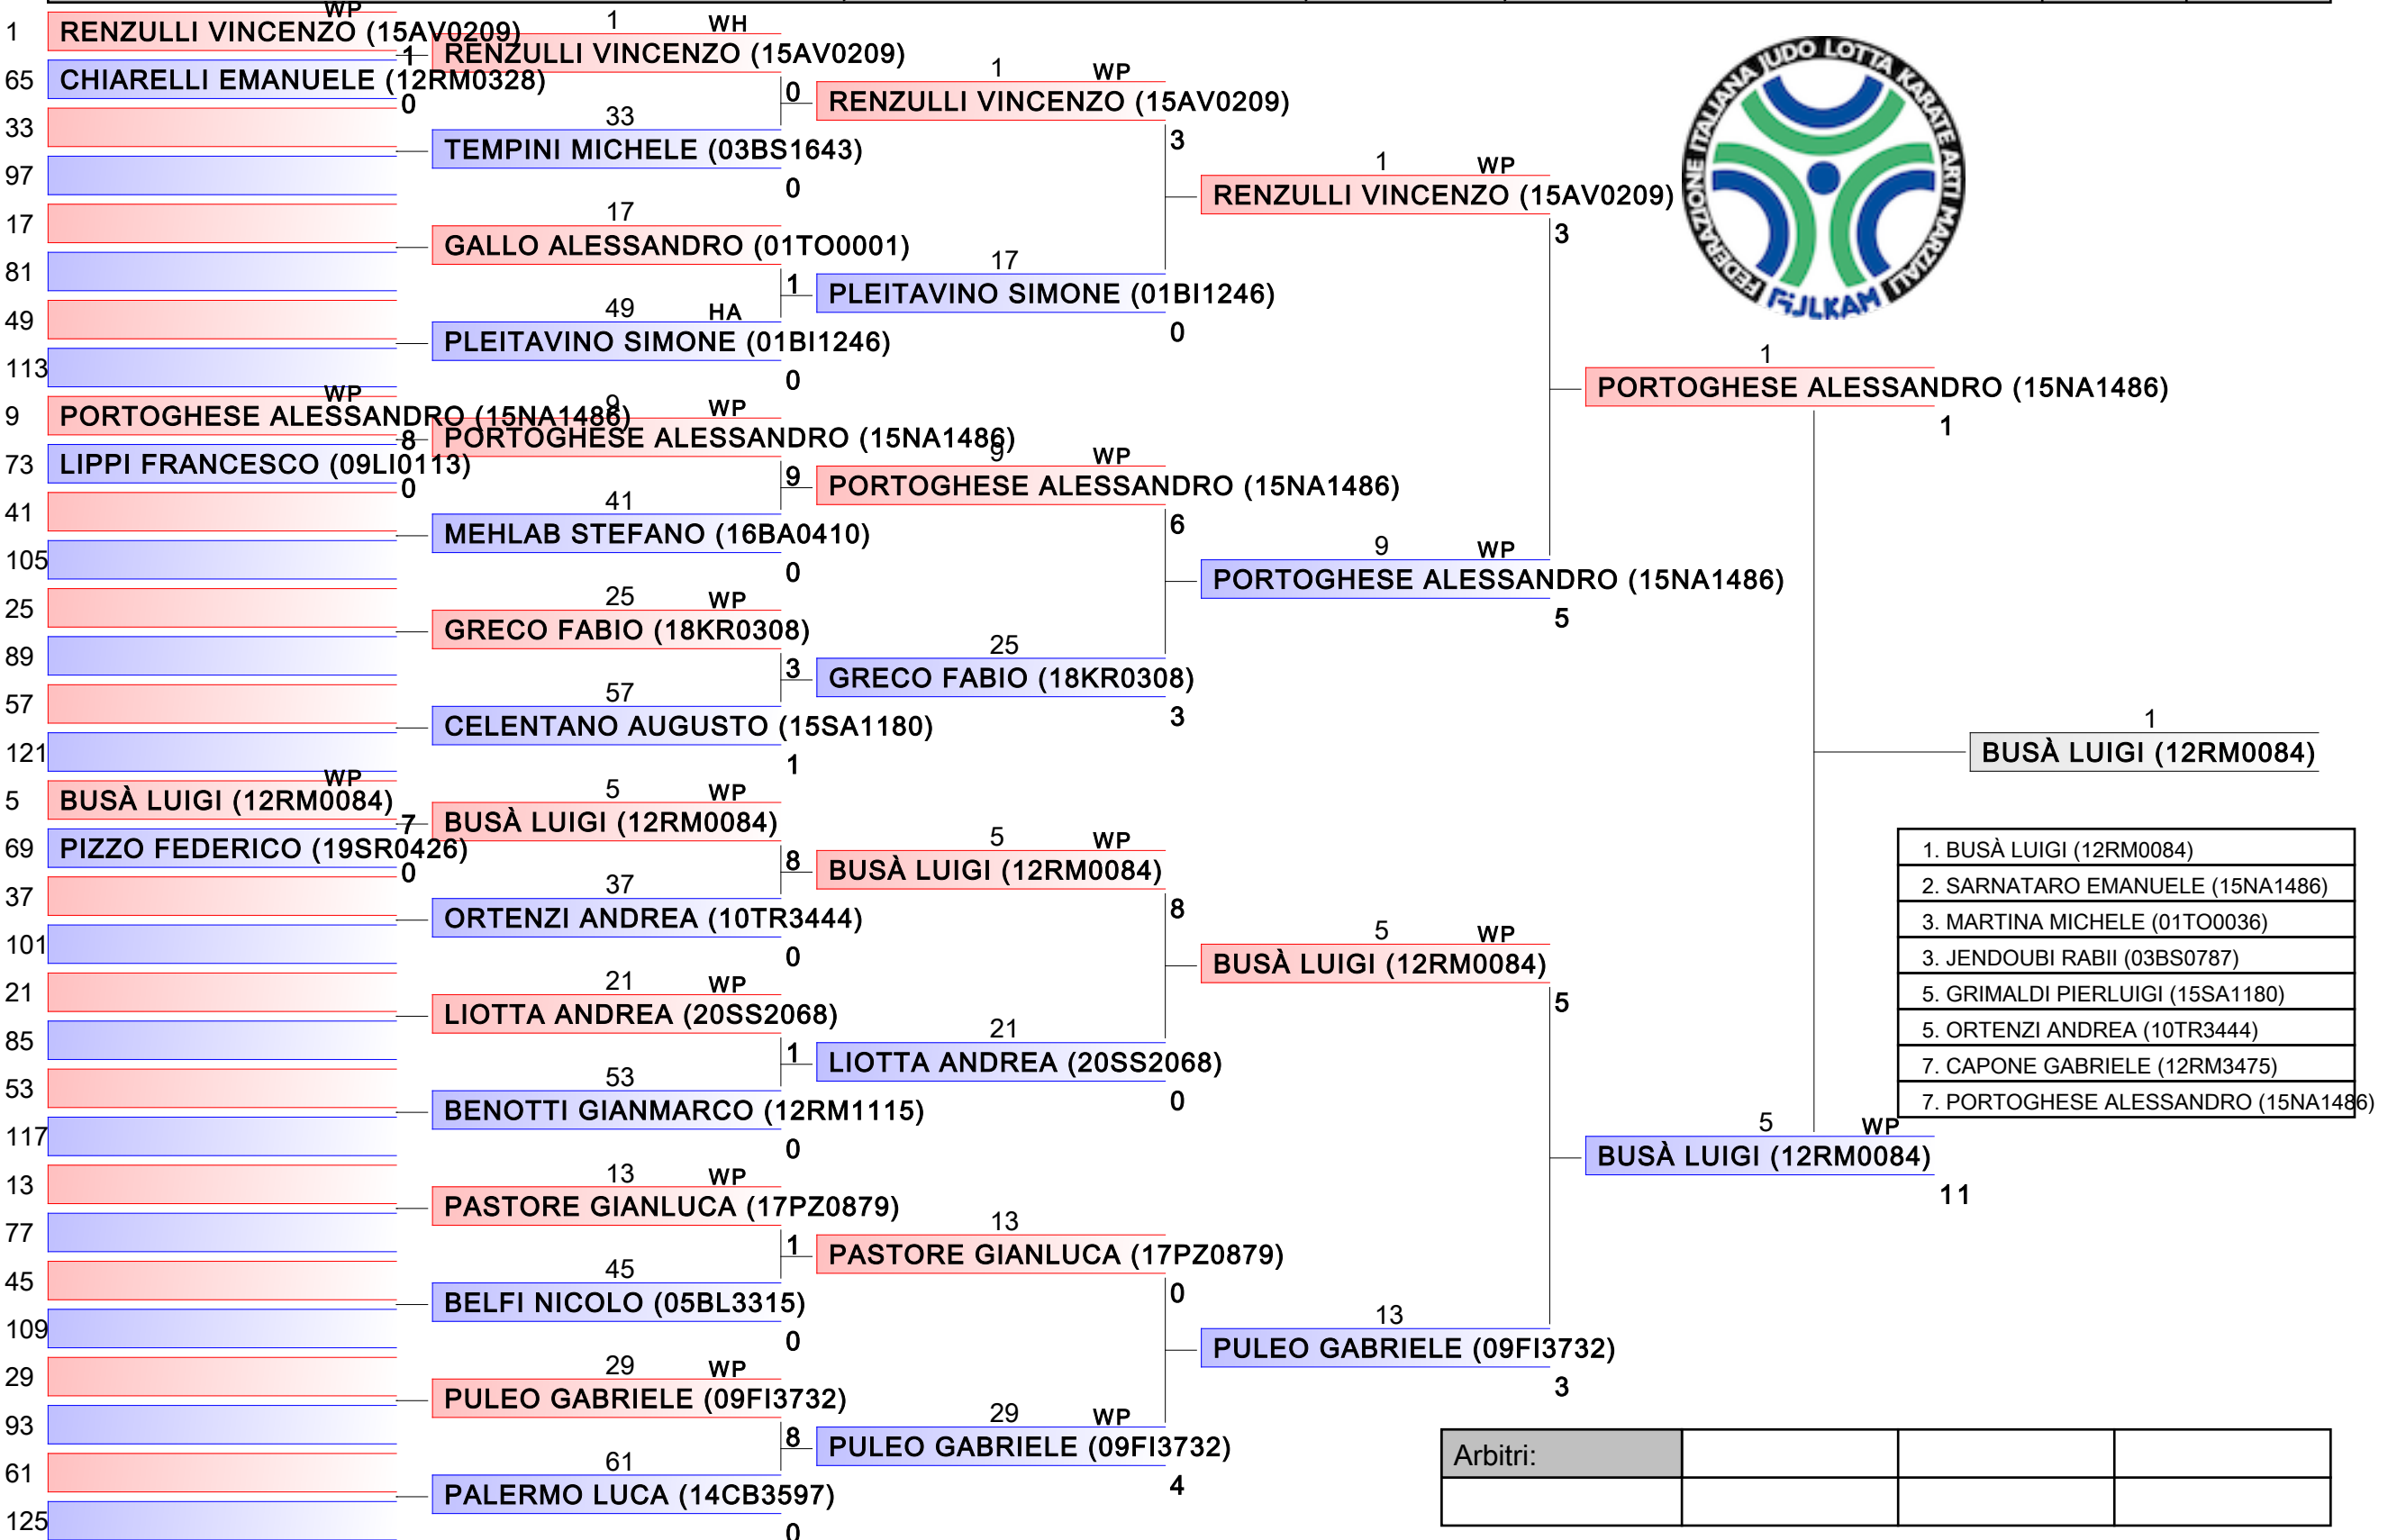 1 RENZULLI VINCENZO (15AV0209) WP 1
65 CHIARELLI EMANUELE (12RM0328) 0
33
97
17
81
49
113
9 PORTOGHESE ALESSANDRO (15NA1486) WP 8
73 LIPPI FRANCESCO (09LI0113) 0
41
105
25
89
57
121
5 BUSÀ LUIGI (12RM0084) WP 7
69 PIZZO FEDERICO (19SR0426) 0
37
101
21
85
53
117
13
77
45
109
29
93
61
125
1 WH
RENZULLI VINCENZO (15AV0209)
0
33
TEMPINI MICHELE (03BS1643)
0
17
GALLO ALESSANDRO (01TO0001)
1
49 HA
PLEITAVINO SIMONE (01BI1246)
0
9 WP
PORTOGHESE ALESSANDRO (15NA1486)
9
41
MEHLAB STEFANO (16BA0410)
0
25 WP
GRECO FABIO (18KR0308)
3
57
CELENTANO AUGUSTO (15SA1180)
1
5 WP
BUSÀ LUIGI (12RM0084)
8
37
ORTENZI ANDREA (10TR3444)
0
21 WP
LIOTTA ANDREA (20SS2068)
1
53
BENOTTI GIANMARCO (12RM1115)
0
13 WP
PASTORE GIANLUCA (17PZ0879)
1
45
BELFI NICOLO (05BL3315)
0
29 WP
PULEO GABRIELE (09FI3732)
8
61
PALERMO LUCA (14CB3597)
0
1 WP
RENZULLI VINCENZO (15AV0209)
3
17
PLEITAVINO SIMONE (01BI1246)
0
9 WP
PORTOGHESE ALESSANDRO (15NA1486)
6
25
GRECO FABIO (18KR0308)
3
5 WP
BUSÀ LUIGI (12RM0084)
8
21
LIOTTA ANDREA (20SS2068)
0
13
PASTORE GIANLUCA (17PZ0879)
0
29 WP
PULEO GABRIELE (09FI3732)
4
1 WP
RENZULLI VINCENZO (15AV0209)
3
9 WP
PORTOGHESE ALESSANDRO (15NA1486)
5
5 WP
BUSÀ LUIGI (12RM0084)
5
13
PULEO GABRIELE (09FI3732)
3
1
PORTOGHESE ALESSANDRO (15NA1486)
1
5 WP
BUSÀ LUIGI (12RM0084)
11
1
BUSÀ LUIGI (12RM0084)
FEDERAZIONE ITALIANA JUDO LOTTA KARATE ARTI MARZIALI
FIJLKAM
1. BUSÀ LUIGI (12RM0084)
2. SARNATARO EMANUELE (15NA1486)
3. MARTINA MICHELE (01TO0036)
3. JENDOUBI RABII (03BS0787)
5. GRIMALDI PIERLUIGI (15SA1180)
5. ORTENZI ANDREA (10TR3444)
7. CAPONE GABRIELE (12RM3475)
7. PORTOGHESE ALESSANDRO (15NA1486)
Arbitri: